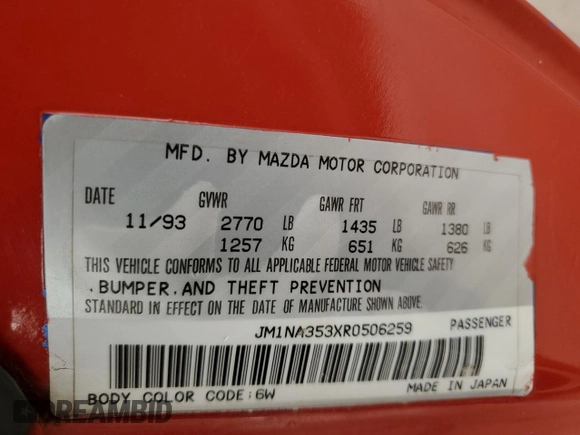 MFD. BY MAZDA MOTOR CORPORATION
DATE GVWR GAWR FRT GAWR RR
11/93 2770 LB 1435 LB 1380 LB
1257 KG 651 KG 626 KG
THIS VEHICLE CONFORMS TO ALL APPLICABLE FEDERAL MOTOR VEHICLE SAFETY
.BUMPER.AND THEFT PREVENTION
STANDARD IN EFFECT ON THE DATE OF MANUFACTURE SHOWN ABOVE.
JM1NA353XR0506259 PASSENGER
BODY COLOR CODE:6W MADE IN JAPAN
DREAMBID